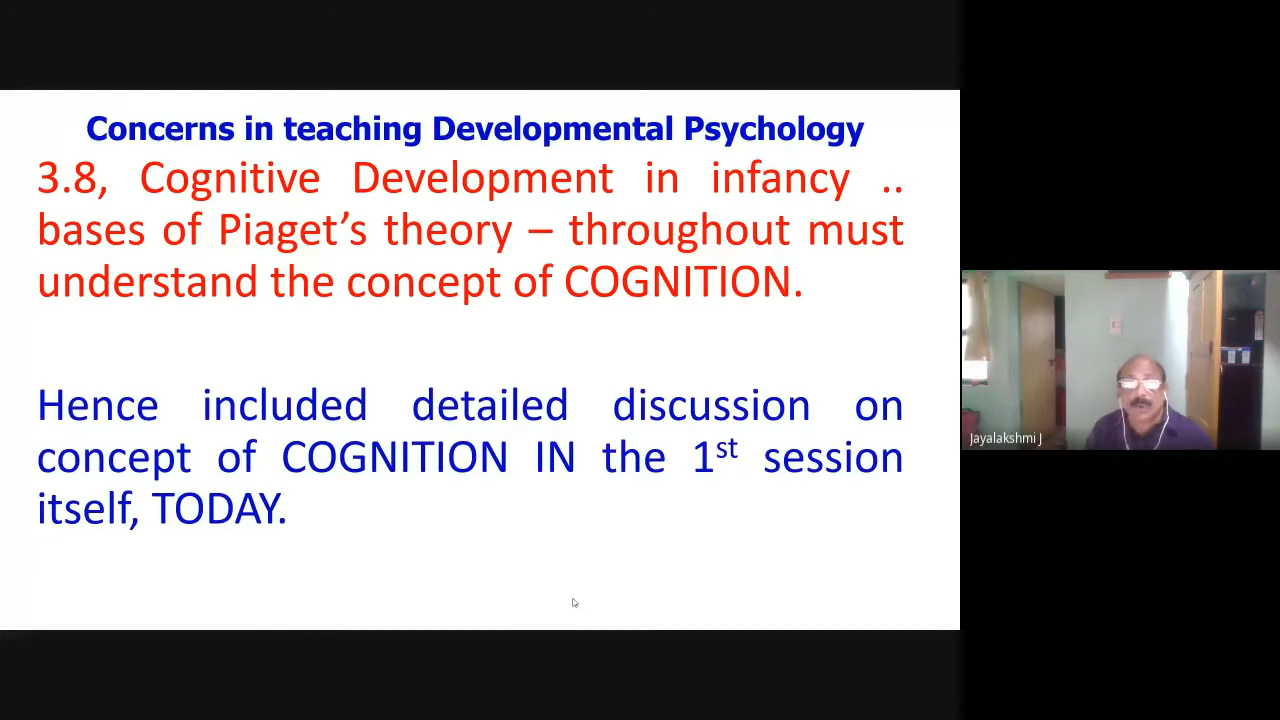 Concerns in teaching Developmental Psychology
3.8, Cognitive Development in infancy ..
bases of Piaget’s theory – throughout must
understand the concept of COGNITION.
Hence included detailed discussion on
concept of COGNITION IN the 1st session
itself, TODAY.
Jayalakshmi J